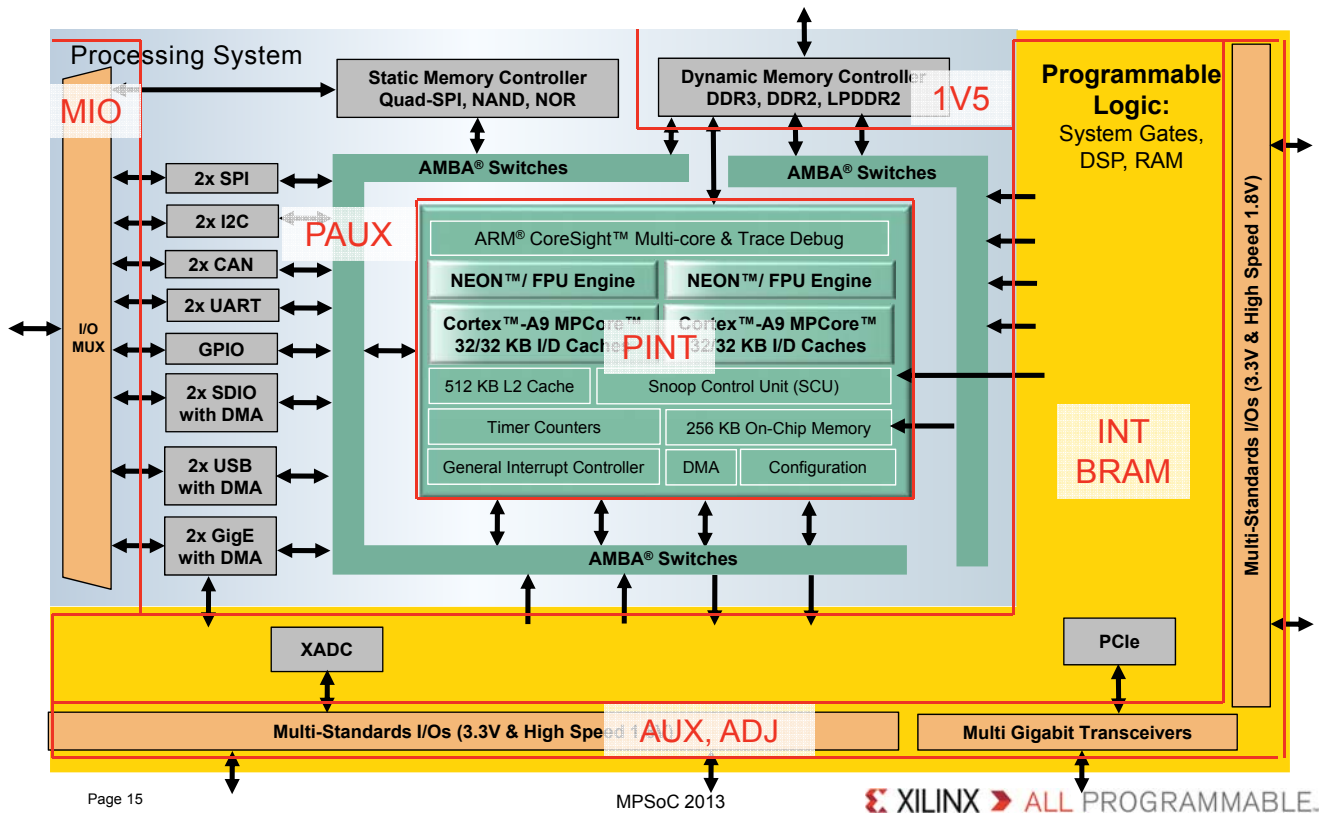 Processing System
MIO
Static Memory Controller
Quad-SPI, NAND, NOR
Dynamic Memory Controller
DDR3, DDR2, LPDDR2
1V5
Programmable
Logic:
System Gates,
DSP, RAM
AMBA® Switches
AMBA® Switches
2x SPI
2x I2C
PAUX
2x CAN
2x UART
GPIO
2x SDIO
with DMA
2x USB
with DMA
2x GigE
with DMA
I/O
MUX
ARM® CoreSight™ Multi-core & Trace Debug
NEON™/ FPU Engine
NEON™/ FPU Engine
Cortex™-A9 MPCore™
32/32 KB I/D Caches
Cortex™-A9 MPCore™
32/32 KB I/D Caches
PINT
512 KB L2 Cache
Snoop Control Unit (SCU)
Timer Counters
256 KB On-Chip Memory
General Interrupt Controller
DMA
Configuration
AMBA® Switches
INT
BRAM
Multi-Standards I/Os (3.3V & High Speed 1.8V)
XADC
PCIe
Multi-Standards I/Os (3.3V & High Speed
AUX, ADJ
Multi Gigabit Transceivers
Page 15
MPSoC 2013
XILINX
ALL PROGRAMMABLE™